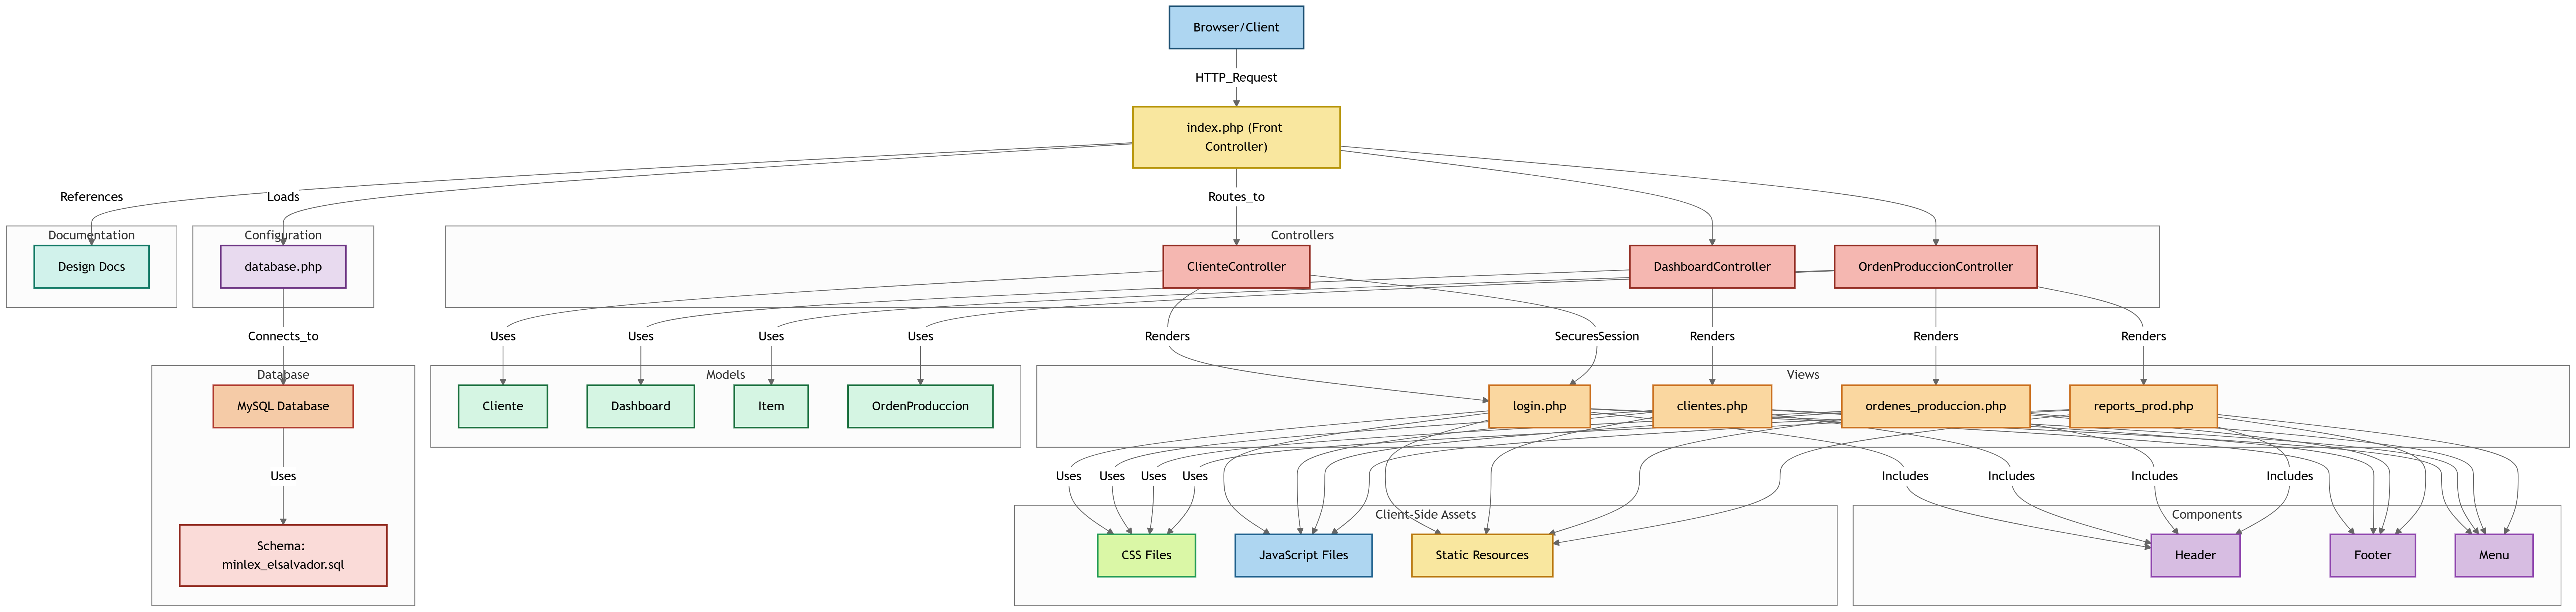 Browser/Client
HTTP_Request
index.php (Front
Controller)
References
Loads
Routes_to
Documentation
Configuration
Controllers
Design Docs
database.php
ClienteController
DashboardController
OrdenProduccionController
Connects_to
Uses
Uses
Uses
Uses
Renders
SecuresSession
Renders
Renders
Renders
Database
Models
Views
MySQL Database
Cliente
Dashboard
Item
OrdenProduccion
login.php
clientes.php
ordenes_produccion.php
reports_prod.php
Uses
Uses
Uses
Uses
Uses
Includes
Includes
Includes
Includes
Client-Side Assets
Components
Schema:
minlex_elsalvador.sql
CSS Files
JavaScript Files
Static Resources
Header
Footer
Menu